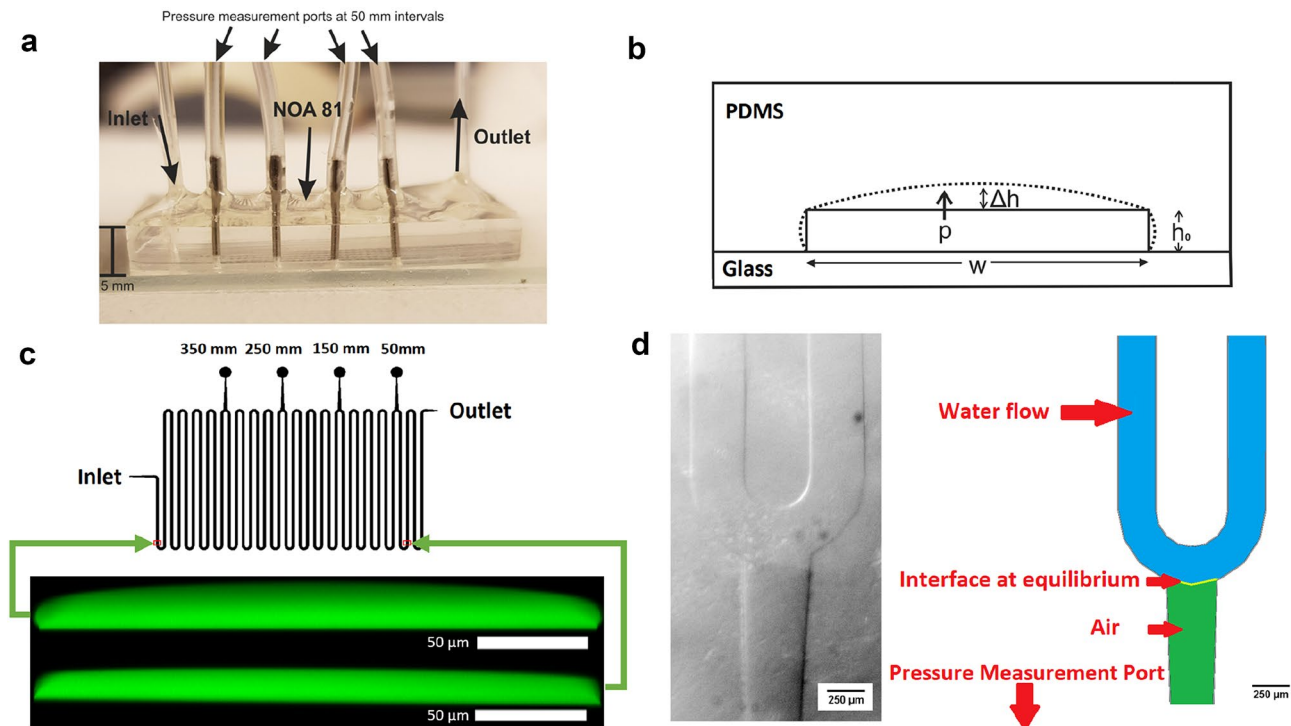 Pressure measurement ports at 50 mm intervals
a
Inlet
NOA 81
Outlet
5 mm
b
PDMS
Δh
p
h₀
Glass
w
c
350 mm 250 mm 150 mm 50mm
Outlet
Inlet
50 µm
50 µm
d
Water flow
Interface at equilibrium
Air
Pressure Measurement Port
250 µm
250 µm